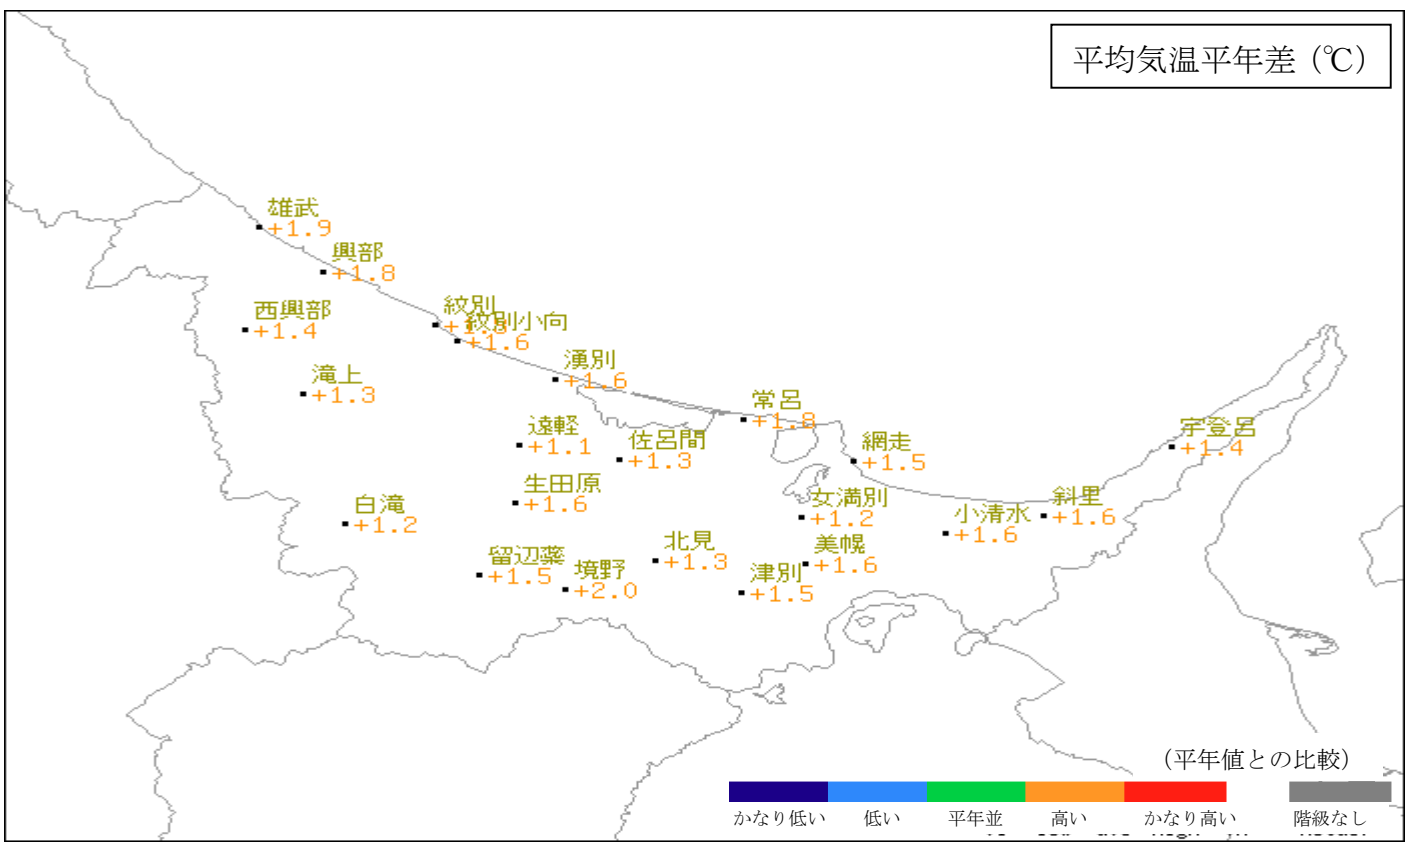 平均気温平年差（℃）
雄武
+1.9
興部
+1.8
西興部
+1.4
紋別
紋別小向
+1.6
湧別
+1.6
滝上
+1.3
常呂
+1.8
遠軽
+1.1
佐呂間
+1.3
網走
+1.5
宇登呂
+1.4
生田原
+1.6
白滝
+1.2
女満別
+1.2
小清水
+1.6
斜里
+1.6
北見
+1.3
美幌
+1.6
留辺蘂
+1.5
境野
+2.0
津別
+1.5
（平年値との比較）
かなり低い 低い 平年並 高い かなり高い 階級なし